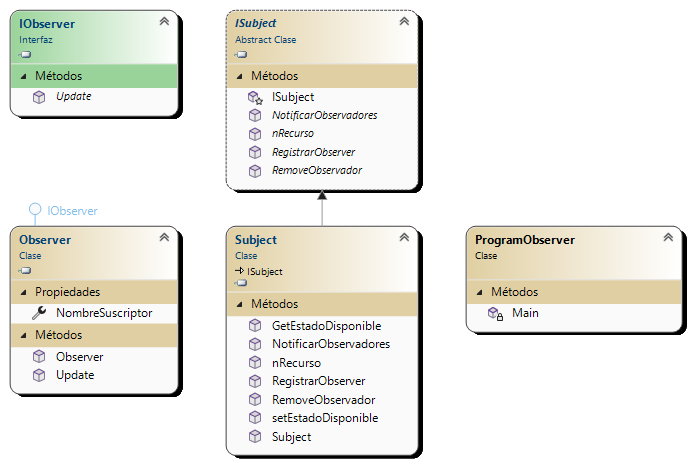 IObserver
Interfaz
Métodos
Update
ISubject
Abstract Clase
Métodos
ISubject
NotificarObservadores
nRecurso
RegistrarObserver
RemoveObservador
IObserver
Observer
Clase
Propiedades
NombreSuscriptor
Métodos
Observer
Update
Subject
Clase
ISubject
Métodos
GetEstadoDisponible
NotificarObservadores
nRecurso
RegistrarObserver
RemoveObservador
setEstadoDisponible
Subject
ProgramObserver
Clase
Métodos
Main